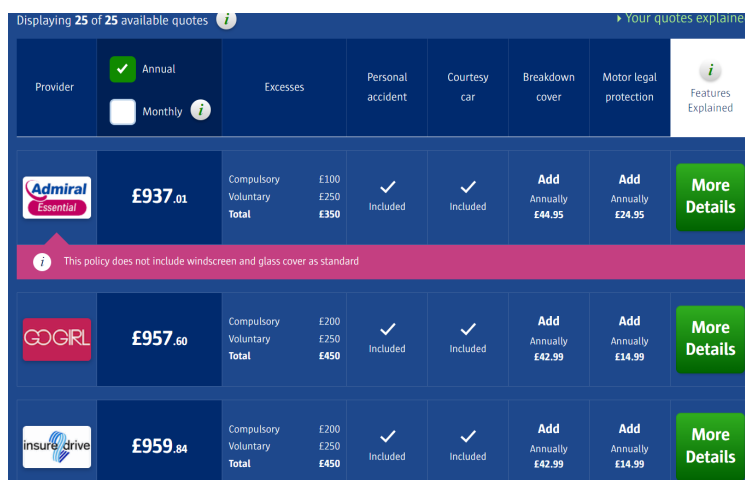 Displaying 25 of 25 available quotes i
Your quotes explaine
Provider
Annual
Monthly i
Excesses
Personal accident
Courtesy car
Breakdown cover
Motor legal protection
i
Features Explained
Admiral
Essential
£937.01
Compulsory £100
Voluntary £250
Total £350
Included
Included
Add
Annually
£44.95
Add
Annually
£24.95
More
Details
i This policy does not include windscreen and glass cover as standard
GOGIRL
£957.60
Compulsory £200
Voluntary £250
Total £450
Included
Included
Add
Annually
£42.99
Add
Annually
£14.99
More
Details
insure drive
£959.84
Compulsory £200
Voluntary £250
Total £450
Included
Included
Add
Annually
£42.99
Add
Annually
£14.99
More
Details